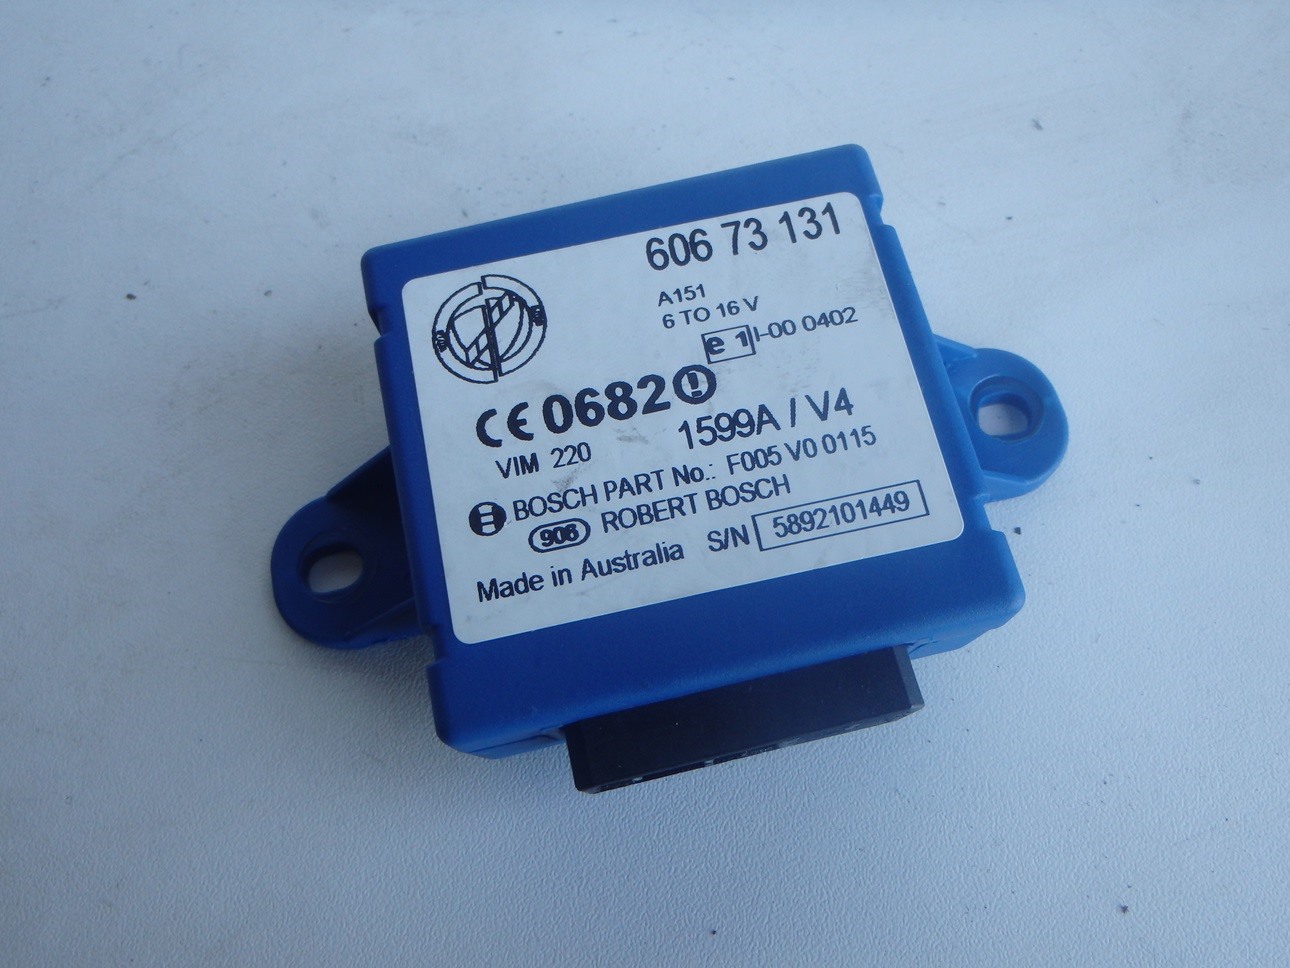 606 73 131
A151
6 TO 16 V
e 1 I-00 0402
CE 0682
1599A / V4
VIM 220
BOSCH PART No.: F005 V0 0115
906 ROBERT BOSCH
Made in Australia S/N 5892101449